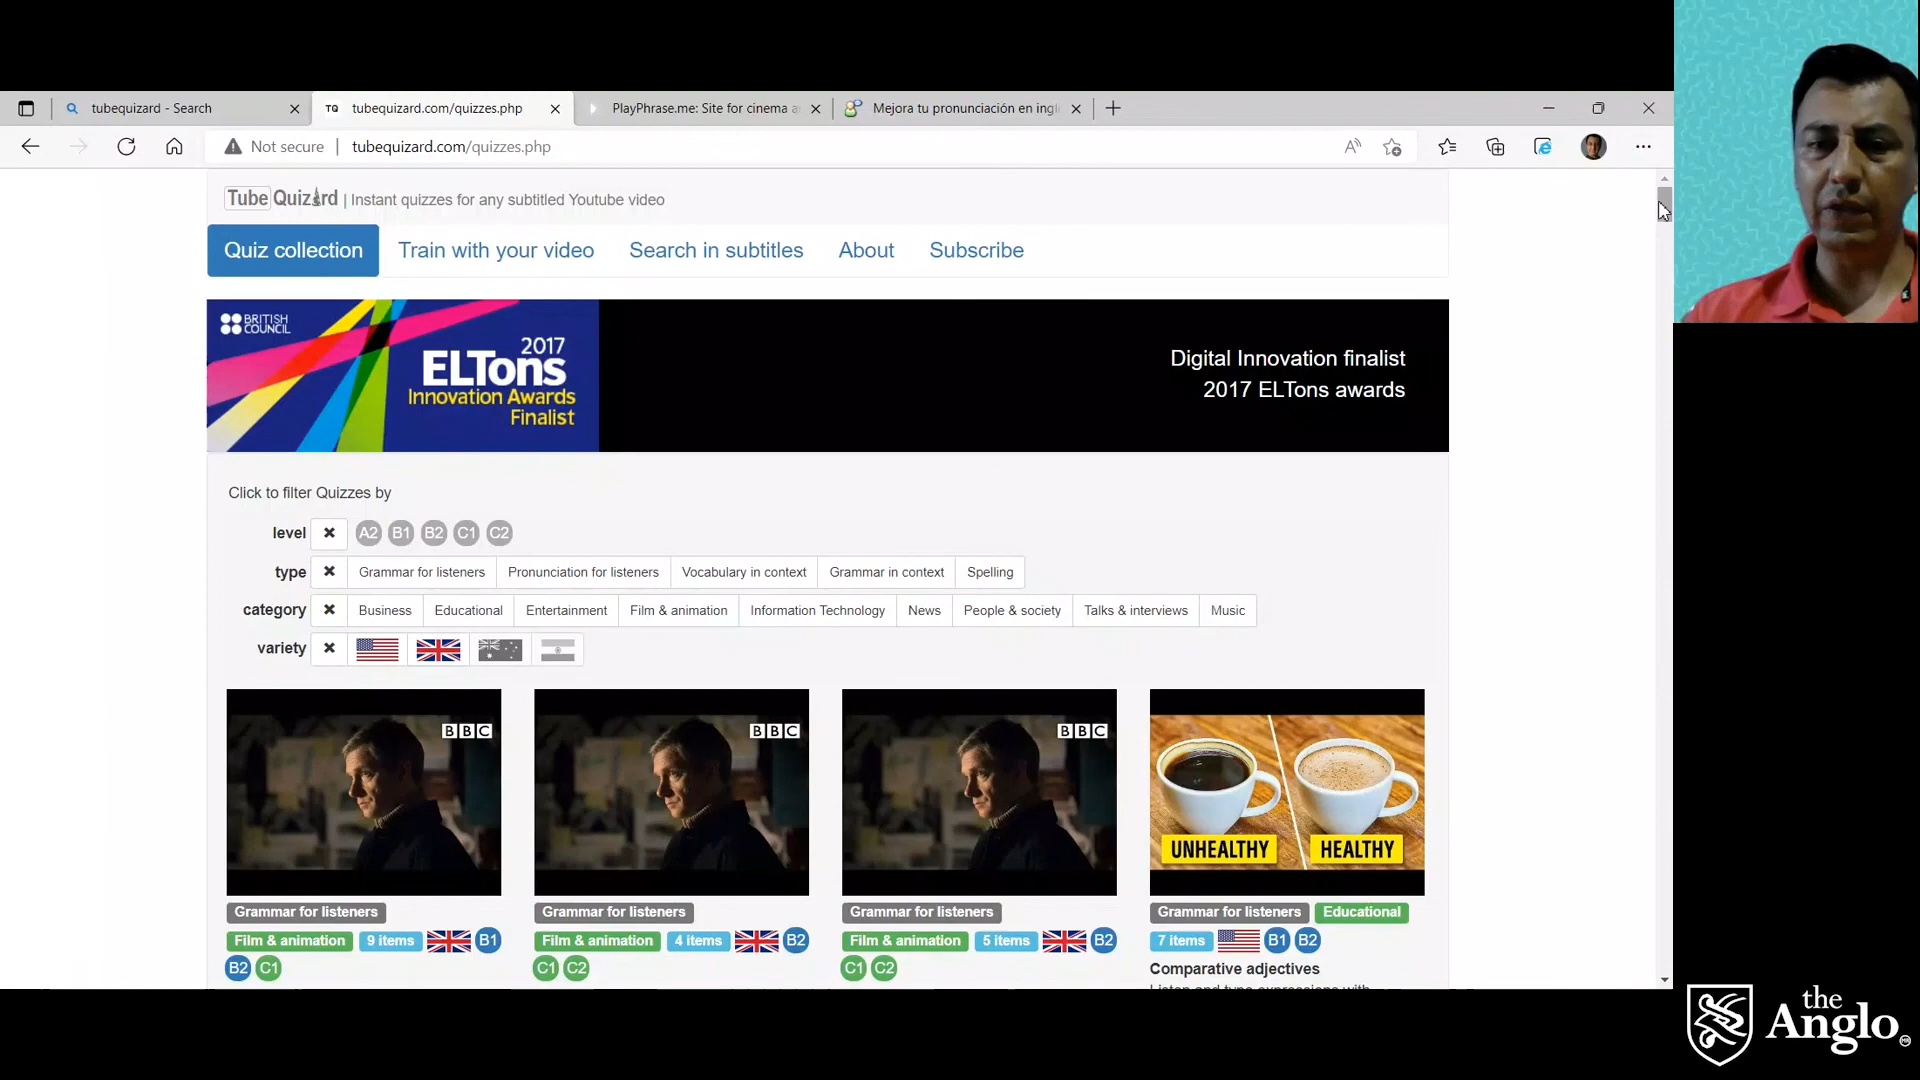 tubequizard - Search
TQ tubequizard.com/quizzes.php
PlayPhrase.me: Site for cinema a
Mejora tu pronunciación en ingl
Not secure | tubequizard.com/quizzes.php
TubeQuizard | Instant quizzes for any subtitled Youtube video
Quiz collection Train with your video Search in subtitles About Subscribe
BRITISH COUNCIL
2017
ELTons
Innovation Awards
Finalist
Digital Innovation finalist
2017 ELTons awards
Click to filter Quizzes by
level A2 B1 B2 C1 C2
type Grammar for listeners Pronunciation for listeners Vocabulary in context Grammar in context Spelling
category Business Educational Entertainment Film & animation Information Technology News People & society Talks & interviews Music
variety
BBC
BBC
BBC
UNHEALTHY HEALTHY
Grammar for listeners
Film & animation 9 items B1
B2 C1
Grammar for listeners
Film & animation 4 items B2
C1 C2
Grammar for listeners
Film & animation 5 items B2
C1 C2
Grammar for listeners Educational
7 items B1 B2
Comparative adjectives
Listen and type expressions with
the
Anglo